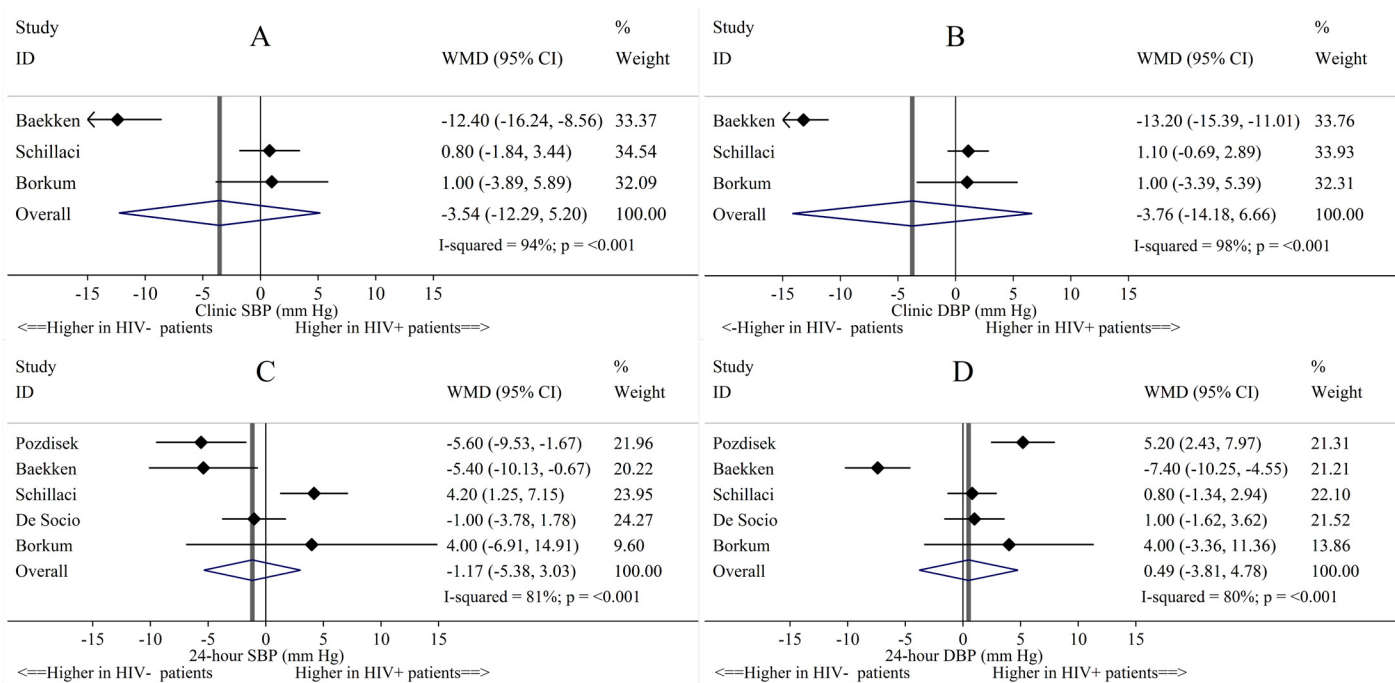 Study % 
A
ID WMD (95% CI) Weight
Baekken -12.40 (-16.24, -8.56) 33.37
Schillaci 0.80 (-1.84, 3.44) 34.54
Borkum 1.00 (-3.89, 5.89) 32.09
Overall -3.54 (-12.29, 5.20) 100.00
I-squared = 94%; p = <0.001
-15 -10 -5 0 5 10 15
Clinic SBP (mm Hg)
<==Higher in HIV- patients Higher in HIV+ patients==>
Study %
B
ID WMD (95% CI) Weight
Baekken -13.20 (-15.39, -11.01) 33.76
Schillaci 1.10 (-0.69, 2.89) 33.93
Borkum 1.00 (-3.39, 5.39) 32.31
Overall -3.76 (-14.18, 6.66) 100.00
I-squared = 98%; p = <0.001
-15 -10 -5 0 5 10 15
Clinic DBP (mm Hg)
<-Higher in HIV- patients Higher in HIV+ patients==>
Study %
C
ID WMD (95% CI) Weight
Pozdisek -5.60 (-9.53, -1.67) 21.96
Baekken -5.40 (-10.13, -0.67) 20.22
Schillaci 4.20 (1.25, 7.15) 23.95
De Socio -1.00 (-3.78, 1.78) 24.27
Borkum 4.00 (-6.91, 14.91) 9.60
Overall -1.17 (-5.38, 3.03) 100.00
I-squared = 81%; p = <0.001
-15 -10 -5 0 5 10 15
24-hour SBP (mm Hg)
<==Higher in HIV- patients Higher in HIV+ patients==>
Study %
D
ID WMD (95% CI) Weight
Pozdisek 5.20 (2.43, 7.97) 21.31
Baekken -7.40 (-10.25, -4.55) 21.21
Schillaci 0.80 (-1.34, 2.94) 22.10
De Socio 1.00 (-1.62, 3.62) 21.52
Borkum 4.00 (-3.36, 11.36) 13.86
Overall 0.49 (-3.81, 4.78) 100.00
I-squared = 80%; p = <0.001
-15 -10 -5 0 5 10 15
24-hour DBP (mm Hg)
<==Higher in HIV- patients Higher in HIV+ patients==>